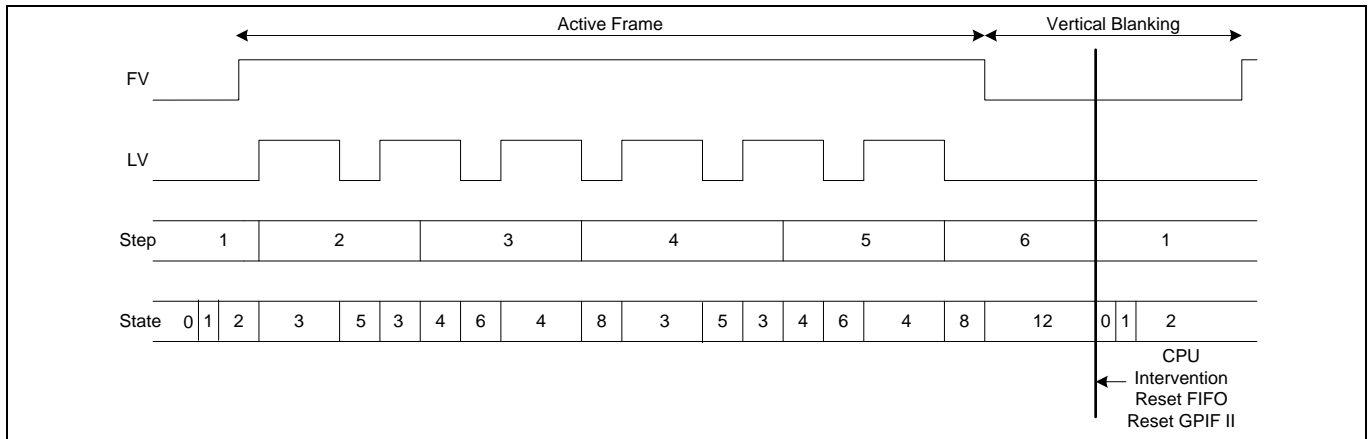 Active Frame Vertical Blanking
FV
LV
Step 1 2 3 4 5 6 1
State 0 1 2 3 5 3 4 6 4 8 3 5 3 4 6 4 8 12 0 1 2
CPU
Intervention
Reset FIFO
Reset GPIF II